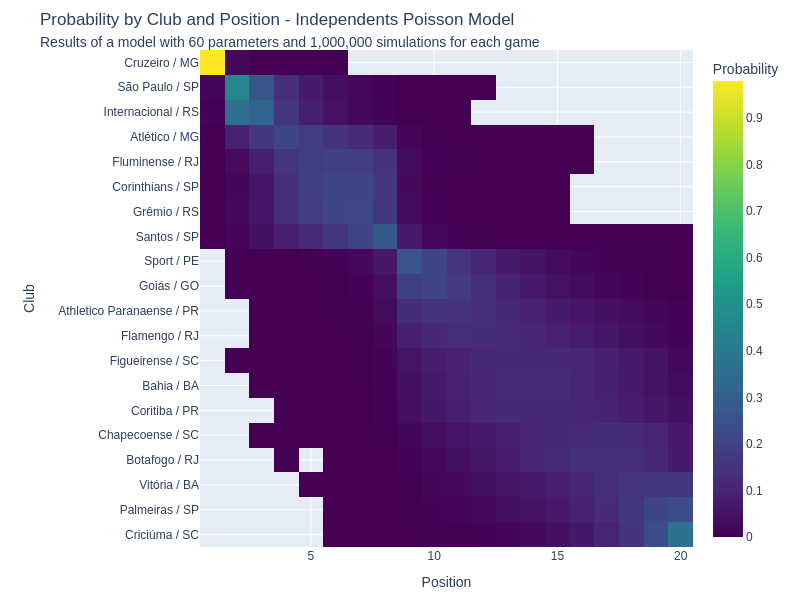 Probability by Club and Position - Independents Poisson Model
Results of a model with 60 parameters and 1,000,000 simulations for each game
Cruzeiro / MG
São Paulo / SP
Internacional / RS
Atlético / MG
Fluminense / RJ
Corinthians / SP
Grêmio / RS
Santos / SP
Sport / PE
Goiás / GO
Athletico Paranaense / PR
Flamengo / RJ
Figueirense / SC
Bahia / BA
Coritiba / PR
Chapecoense / SC
Botafogo / RJ
Vitória / BA
Palmeiras / SP
Criciúma / SC
Club
5
10
15
20
Position
Probability
0.9
0.8
0.7
0.6
0.5
0.4
0.3
0.2
0.1
0